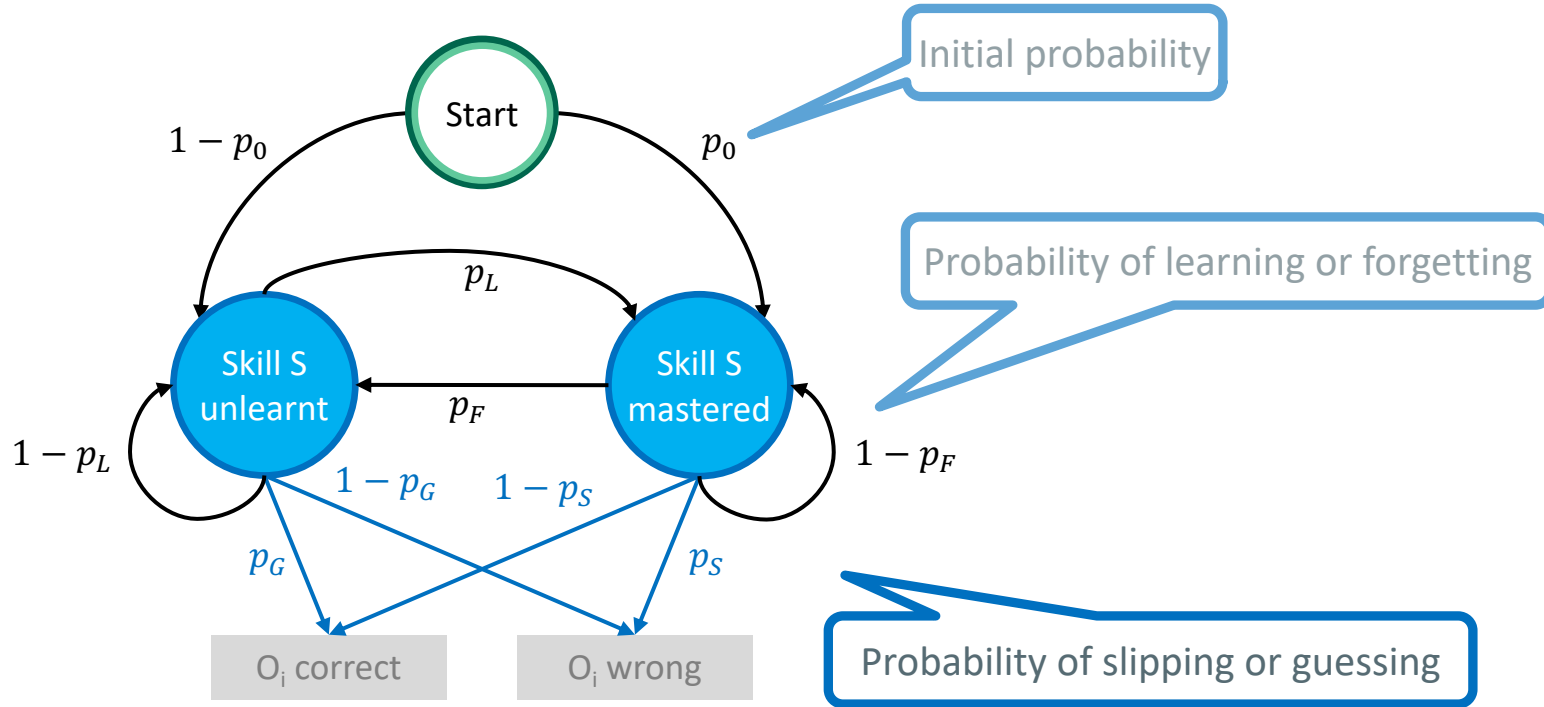 Initial probability
Start
1 − p₀
p₀
Probability of learning or forgetting
p_L
Skill S
unlearnt
Skill S
mastered
p_F
1 − p_L
1 − p_F
1 − p_G
1 − p_S
p_G
p_S
Oᵢ correct
Oᵢ wrong
Probability of slipping or guessing